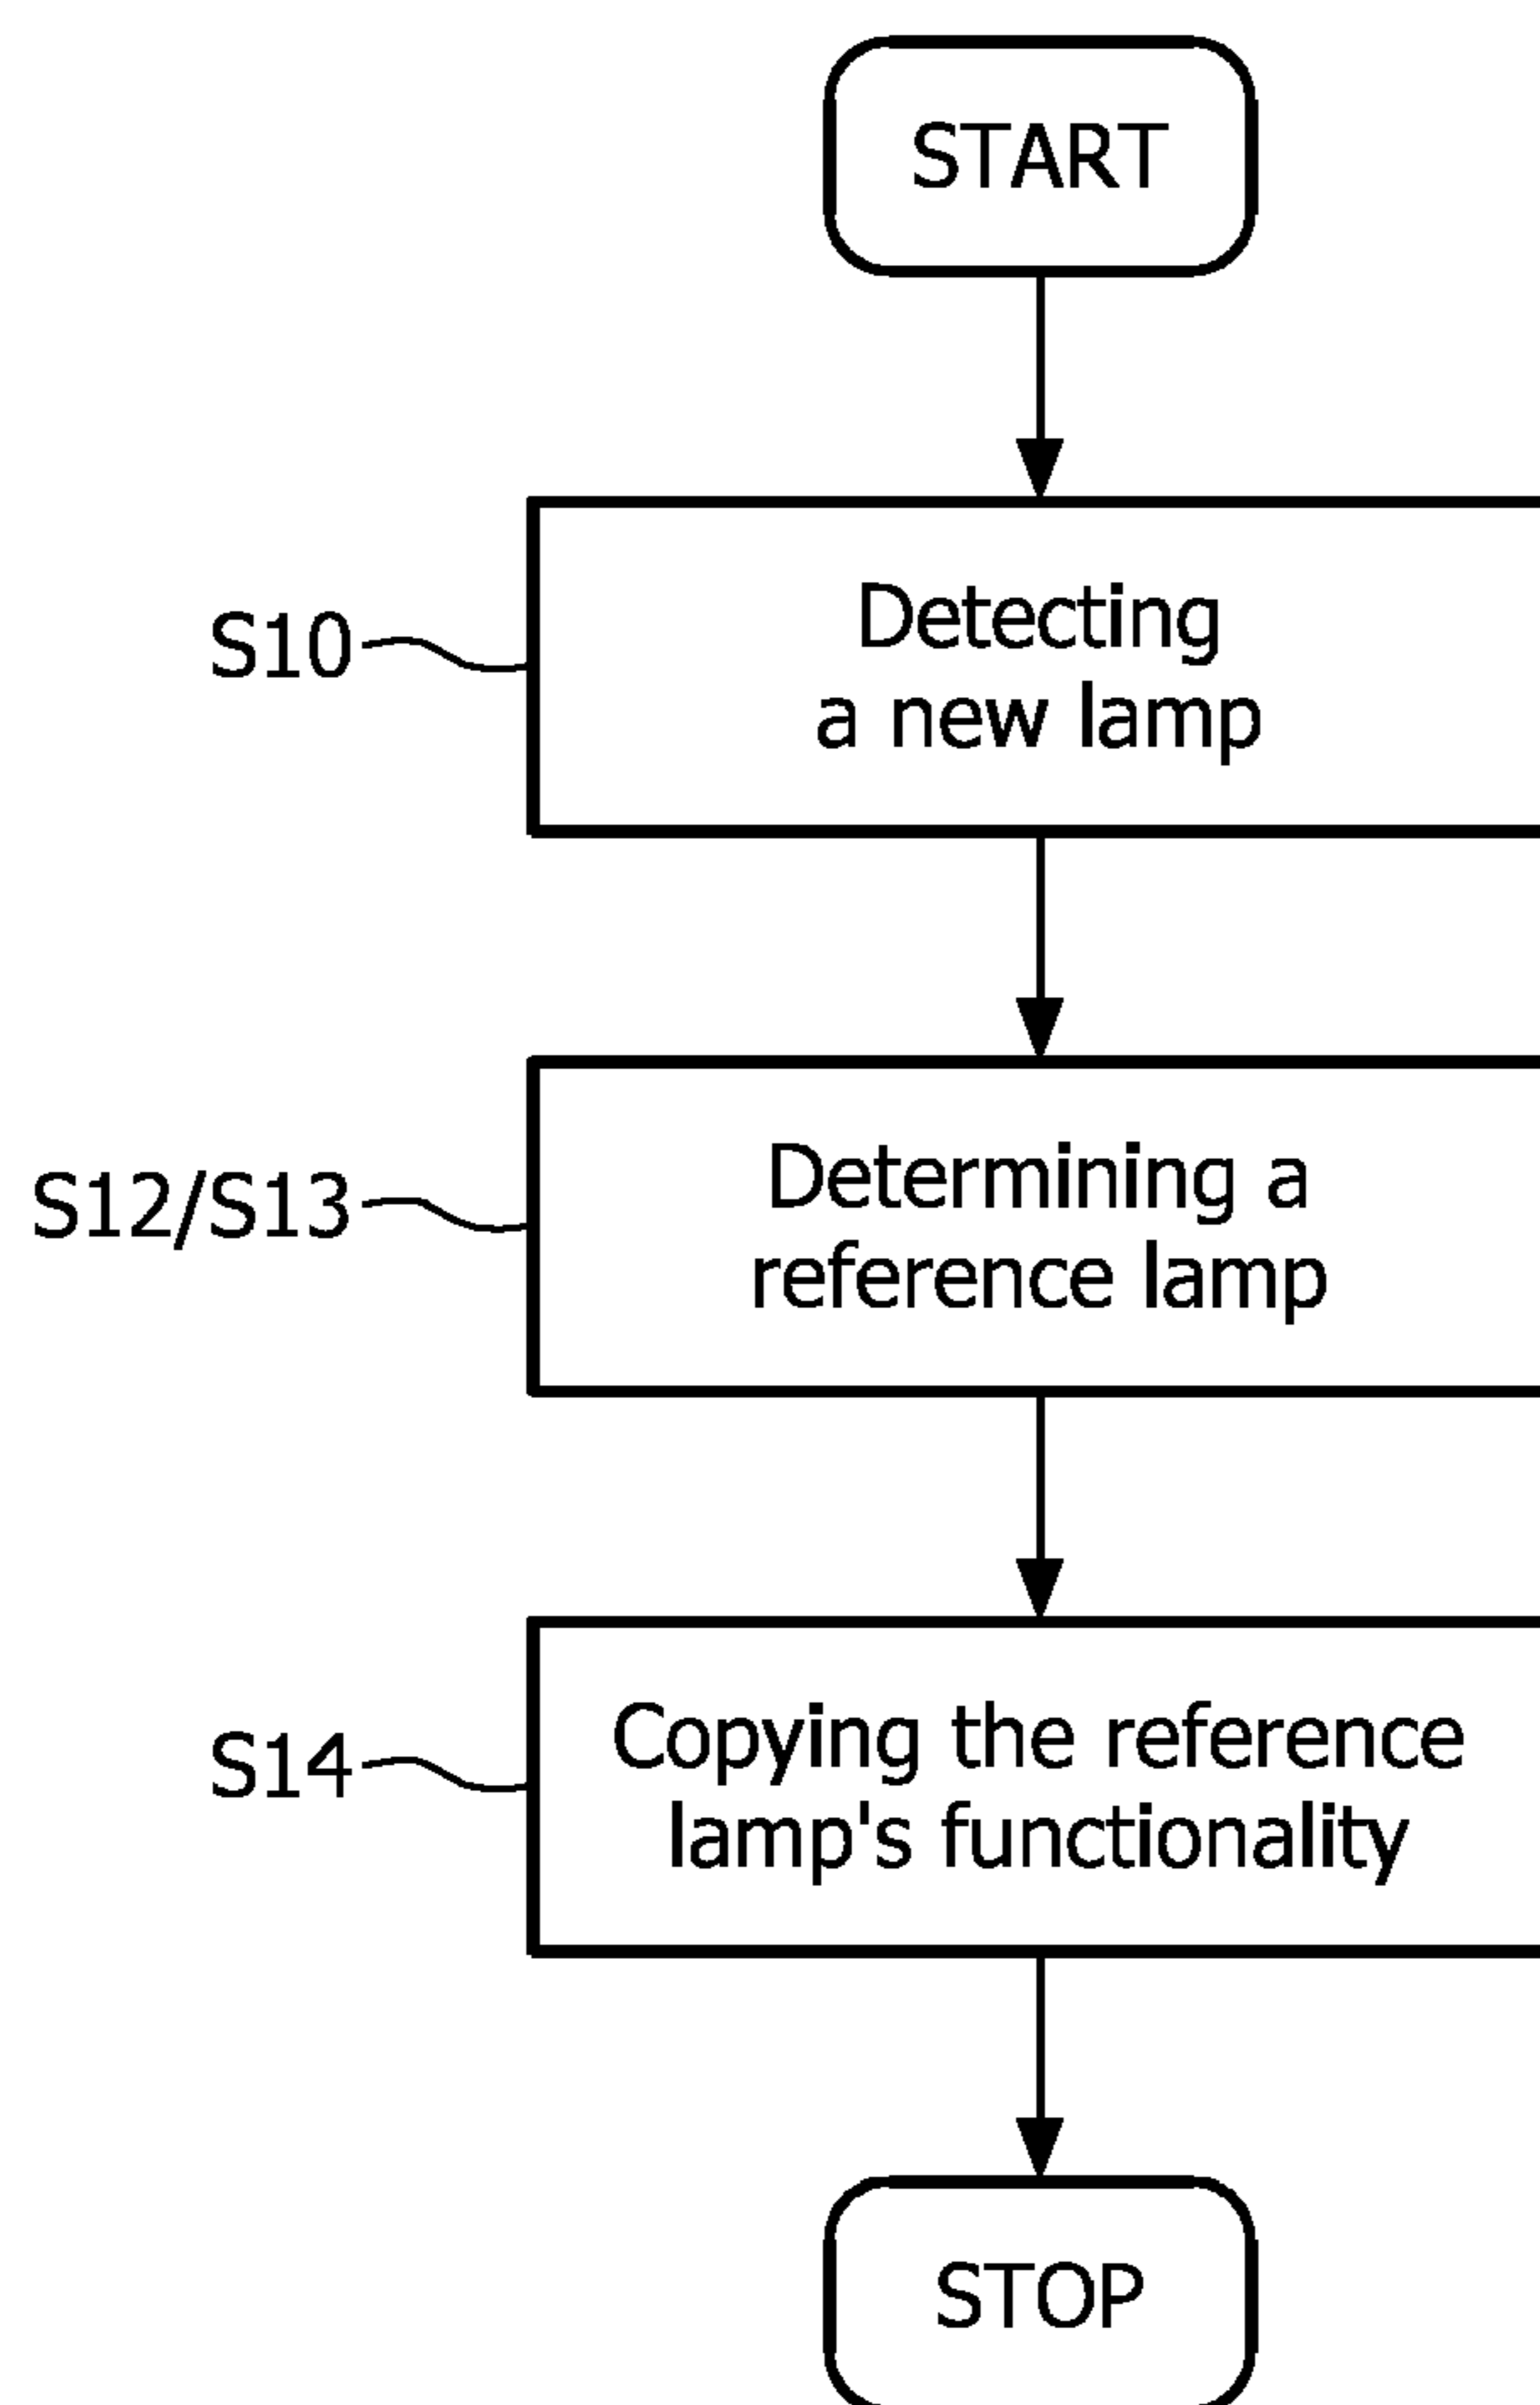 START
S10
Detecting
a new lamp
S12/S13
Determining a
reference lamp
S14
Copying the reference
lamp's functionality
STOP